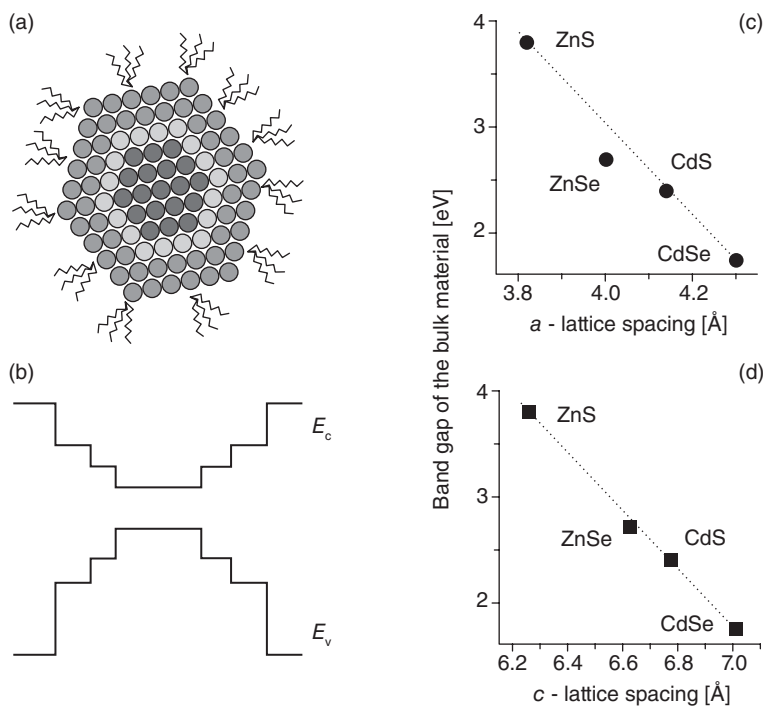 (a)
(b)
E_c
E_v
(c)
4
3
2
ZnS
ZnSe
CdS
CdSe
3.8 4.0 4.2
a - lattice spacing [Å]
Band gap of the bulk material [eV]
(d)
4
3
2
ZnS
ZnSe
CdS
CdSe
6.2 6.4 6.6 6.8 7.0
c - lattice spacing [Å]